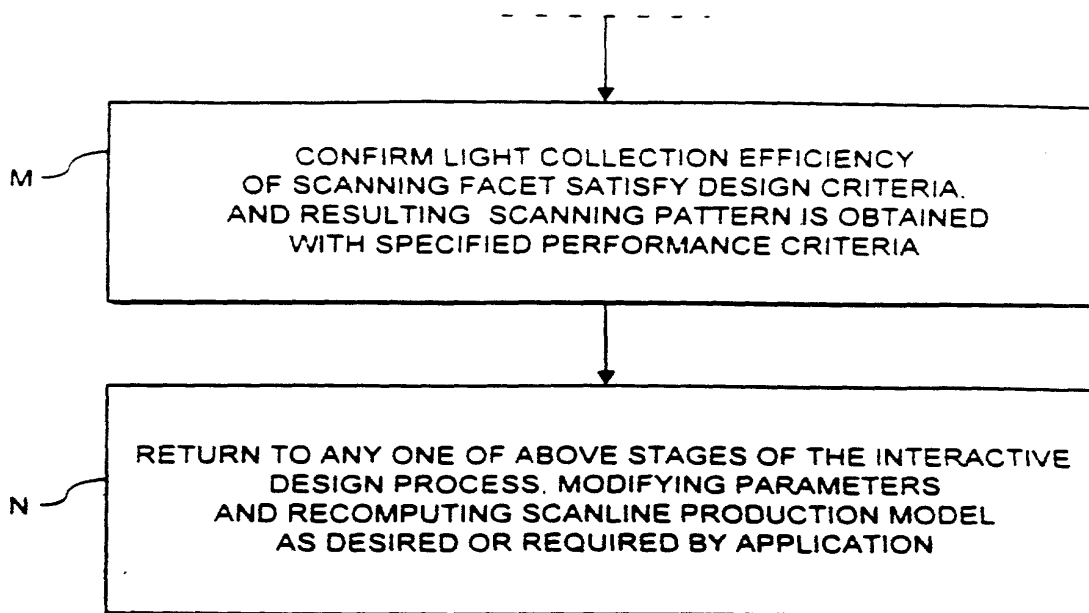 M
CONFIRM LIGHT COLLECTION EFFICIENCY
OF SCANNING FACET SATISFY DESIGN CRITERIA.
AND RESULTING SCANNING PATTERN IS OBTAINED
WITH SPECIFIED PERFORMANCE CRITERIA
N
RETURN TO ANY ONE OF ABOVE STAGES OF THE INTERACTIVE
DESIGN PROCESS. MODIFYING PARAMETERS
AND RECOMPUTING SCANLINE PRODUCTION MODEL
AS DESIRED OR REQUIRED BY APPLICATION